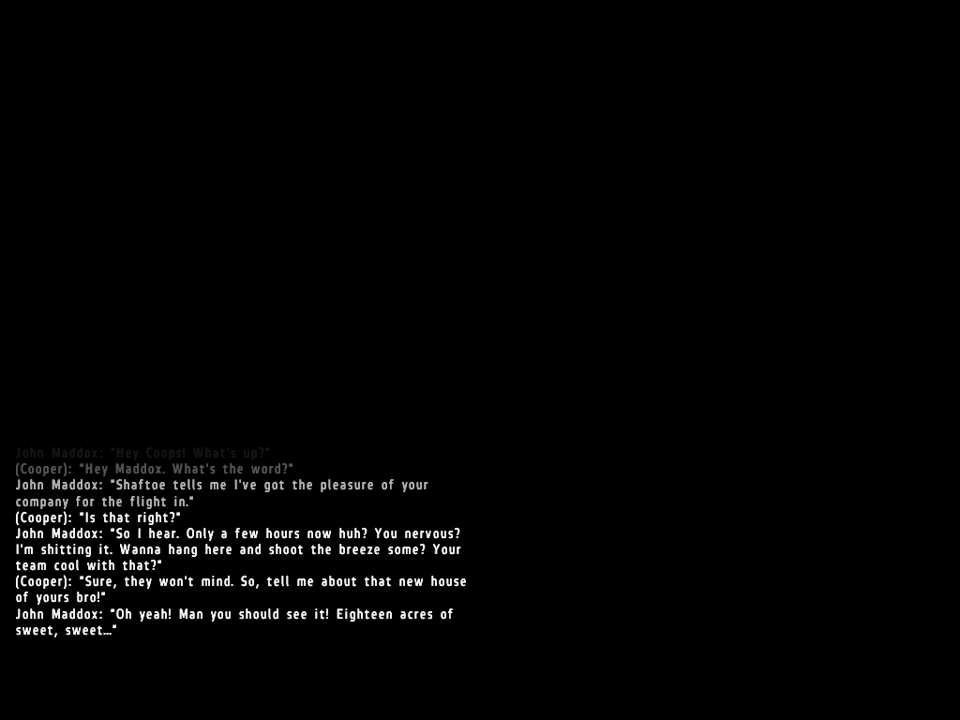 John Maddox: "Hey Coops! What's up?"
(Cooper): "Hey Maddox. What's the word?"
John Maddox: "Shaftoe tells me I've got the pleasure of your
company for the flight in."
(Cooper): "Is that right?"
John Maddox: "So I hear. Only a few hours now huh? You nervous?
I'm shitting it. Wanna hang here and shoot the breeze some? Your
team cool with that?"
(Cooper): "Sure, they won't mind. So, tell me about that new house
of yours bro!"
John Maddox: "Oh yeah! Man you should see it! Eighteen acres of
sweet, sweet..."